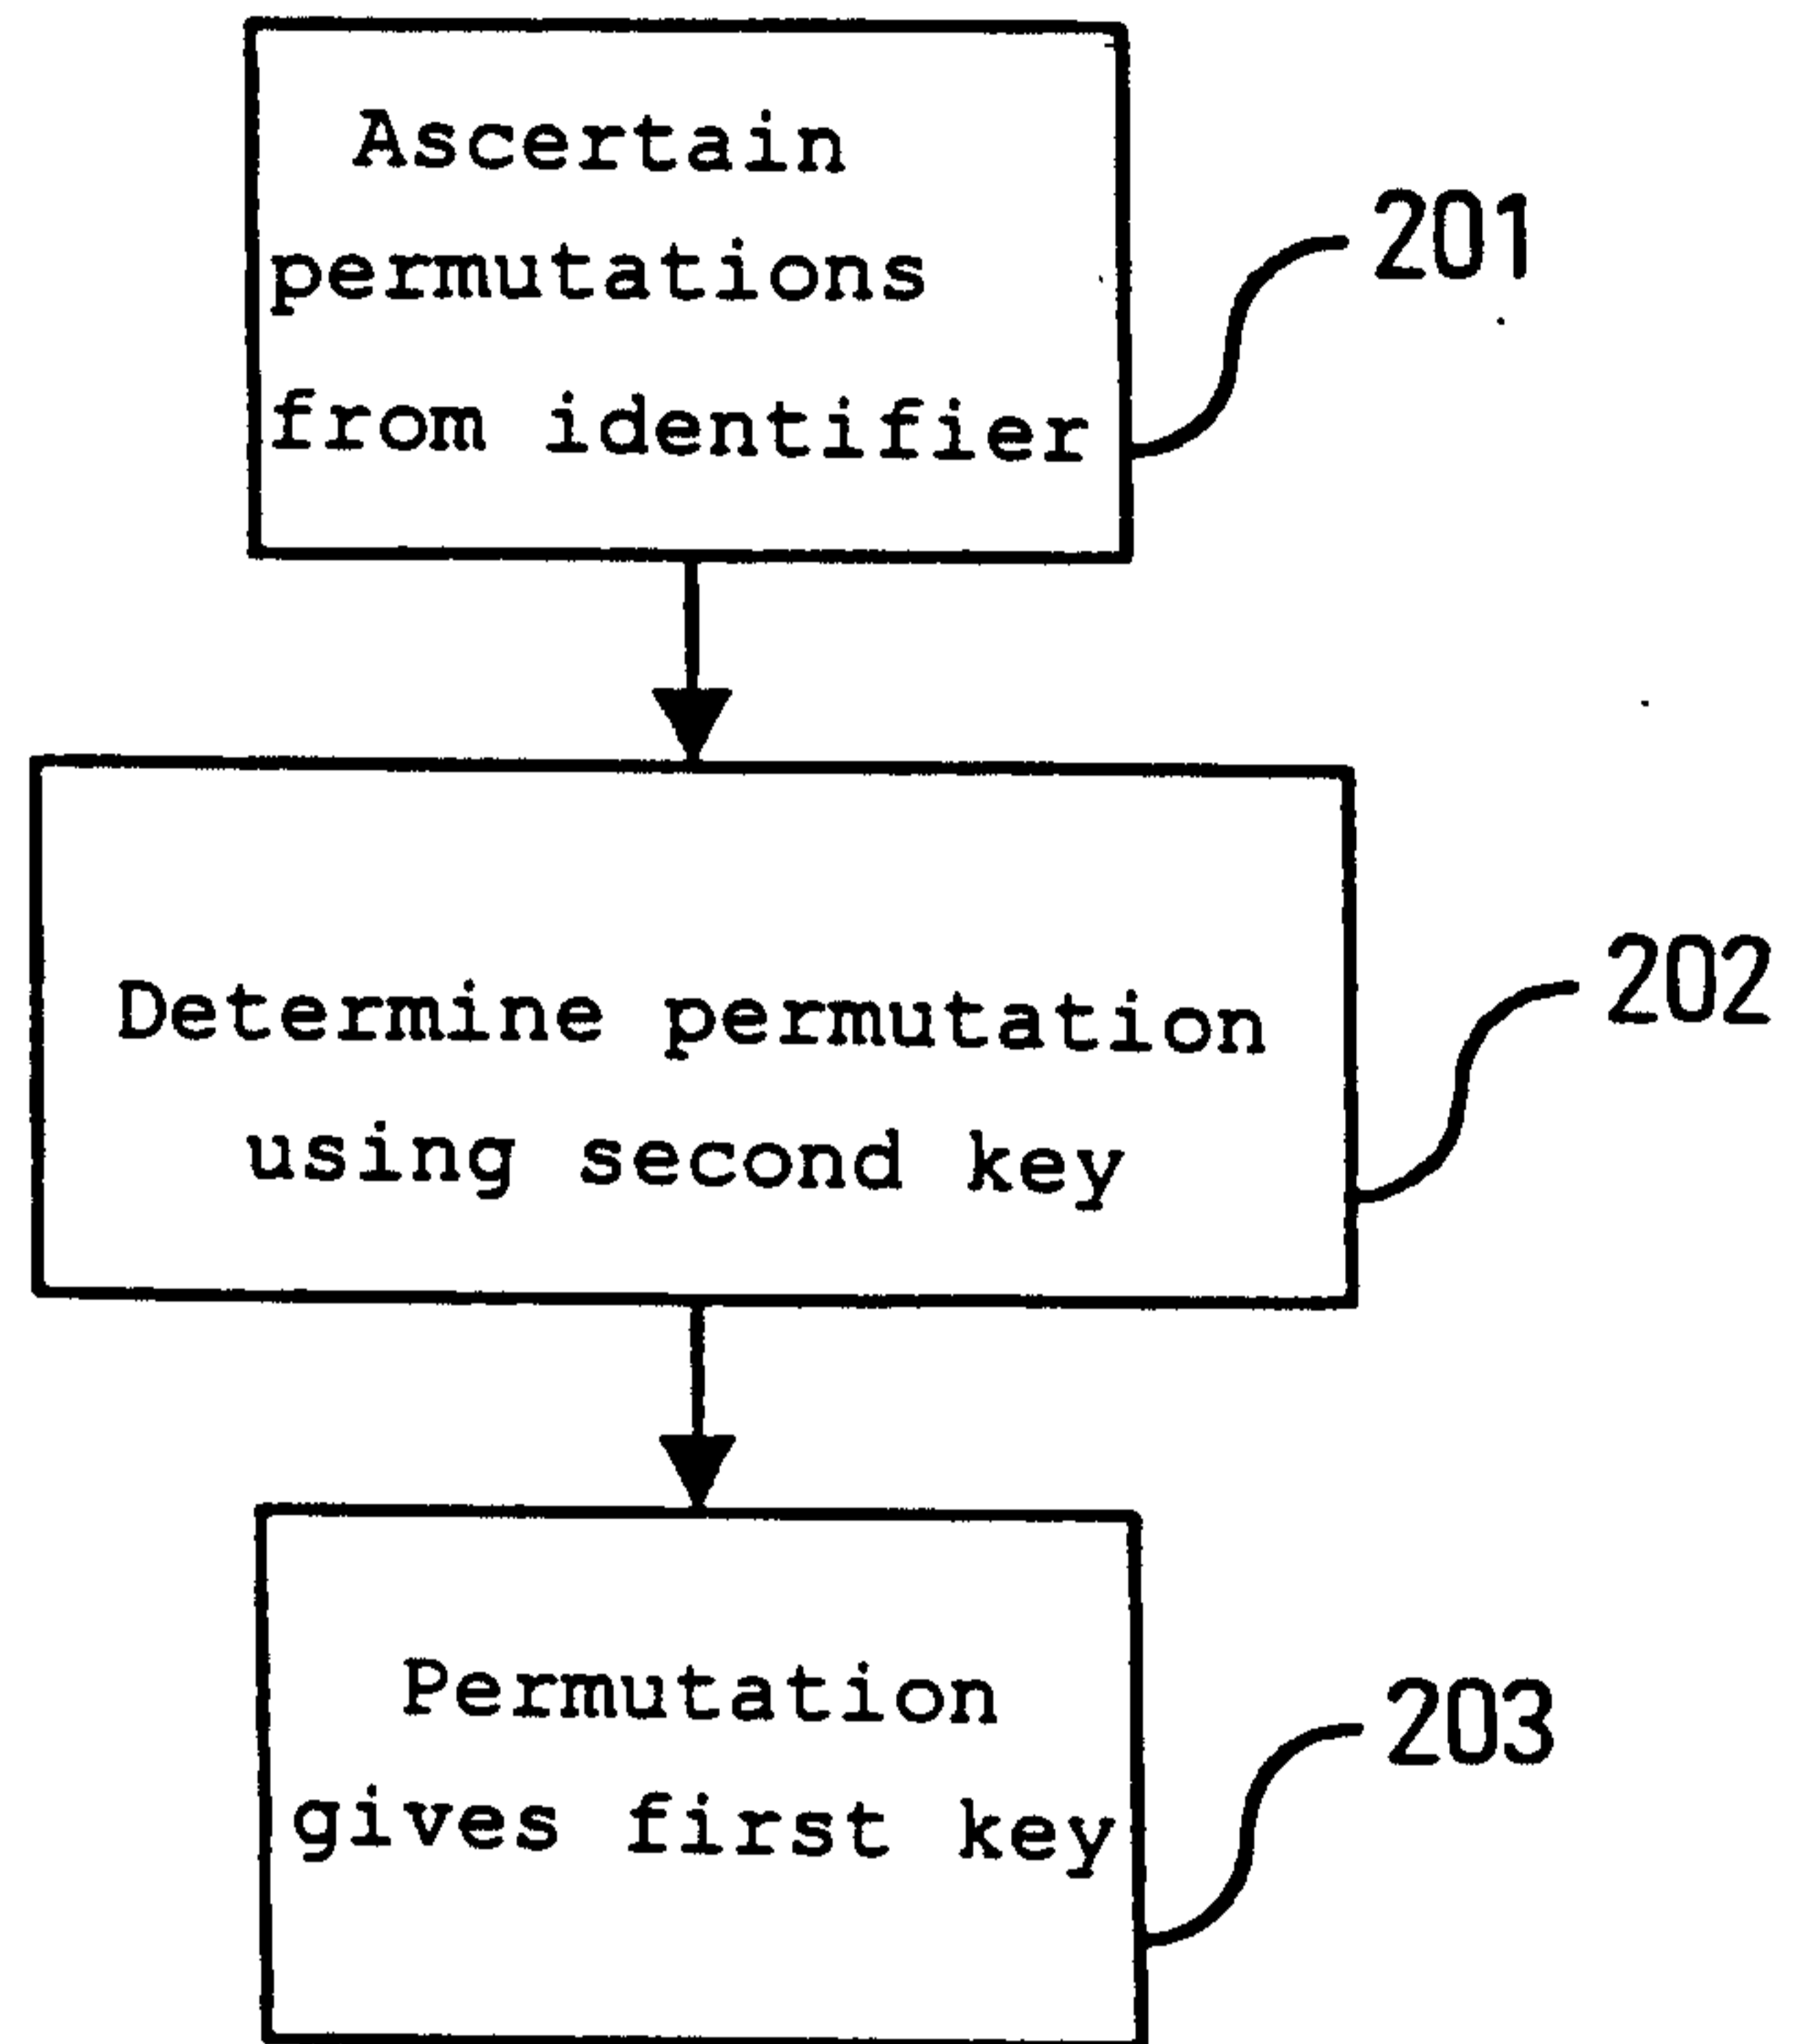 Ascertain
permutations
from identifier
201
Determine permutation
using second key
202
Permutation
gives first key
203